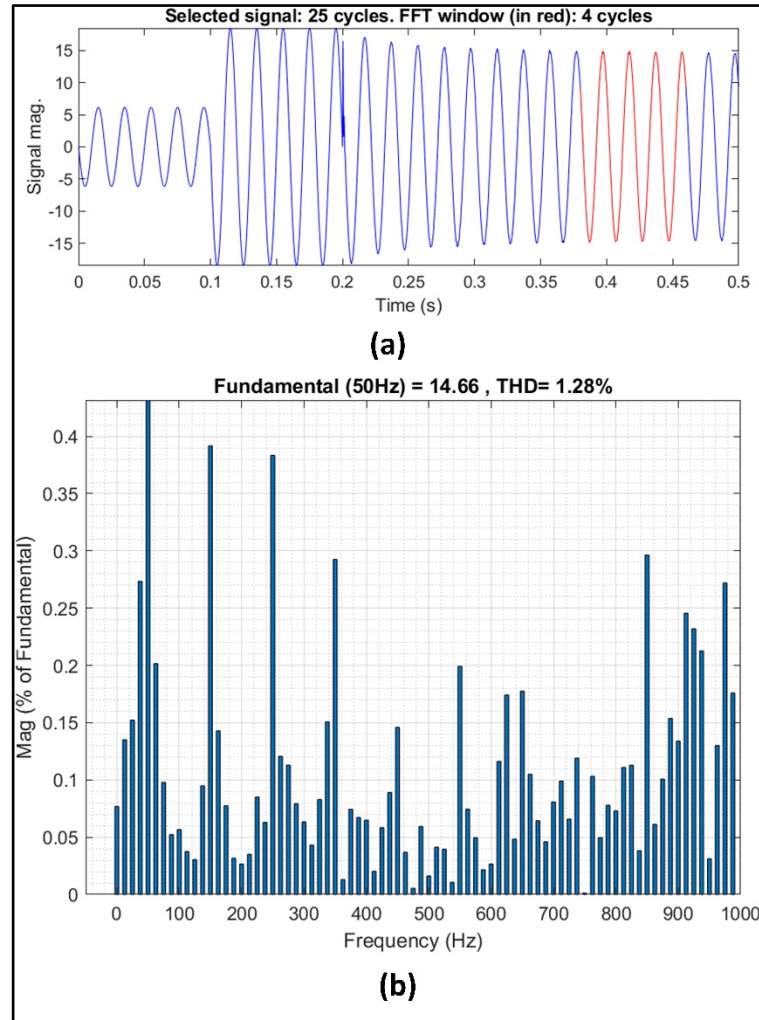 Selected signal: 25 cycles. FFT window (in red): 4 cycles
15
10
5
0
-5
-10
-15
Signal mag.
0 0.05 0.1 0.15 0.2 0.25 0.3 0.35 0.4 0.45 0.5
Time (s)
(a)
Fundamental (50Hz) = 14.66 , THD= 1.28%
0.4
0.35
0.3
0.25
0.2
0.15
0.1
0.05
0
Mag (% of Fundamental)
0 100 200 300 400 500 600 700 800 900 1000
Frequency (Hz)
(b)